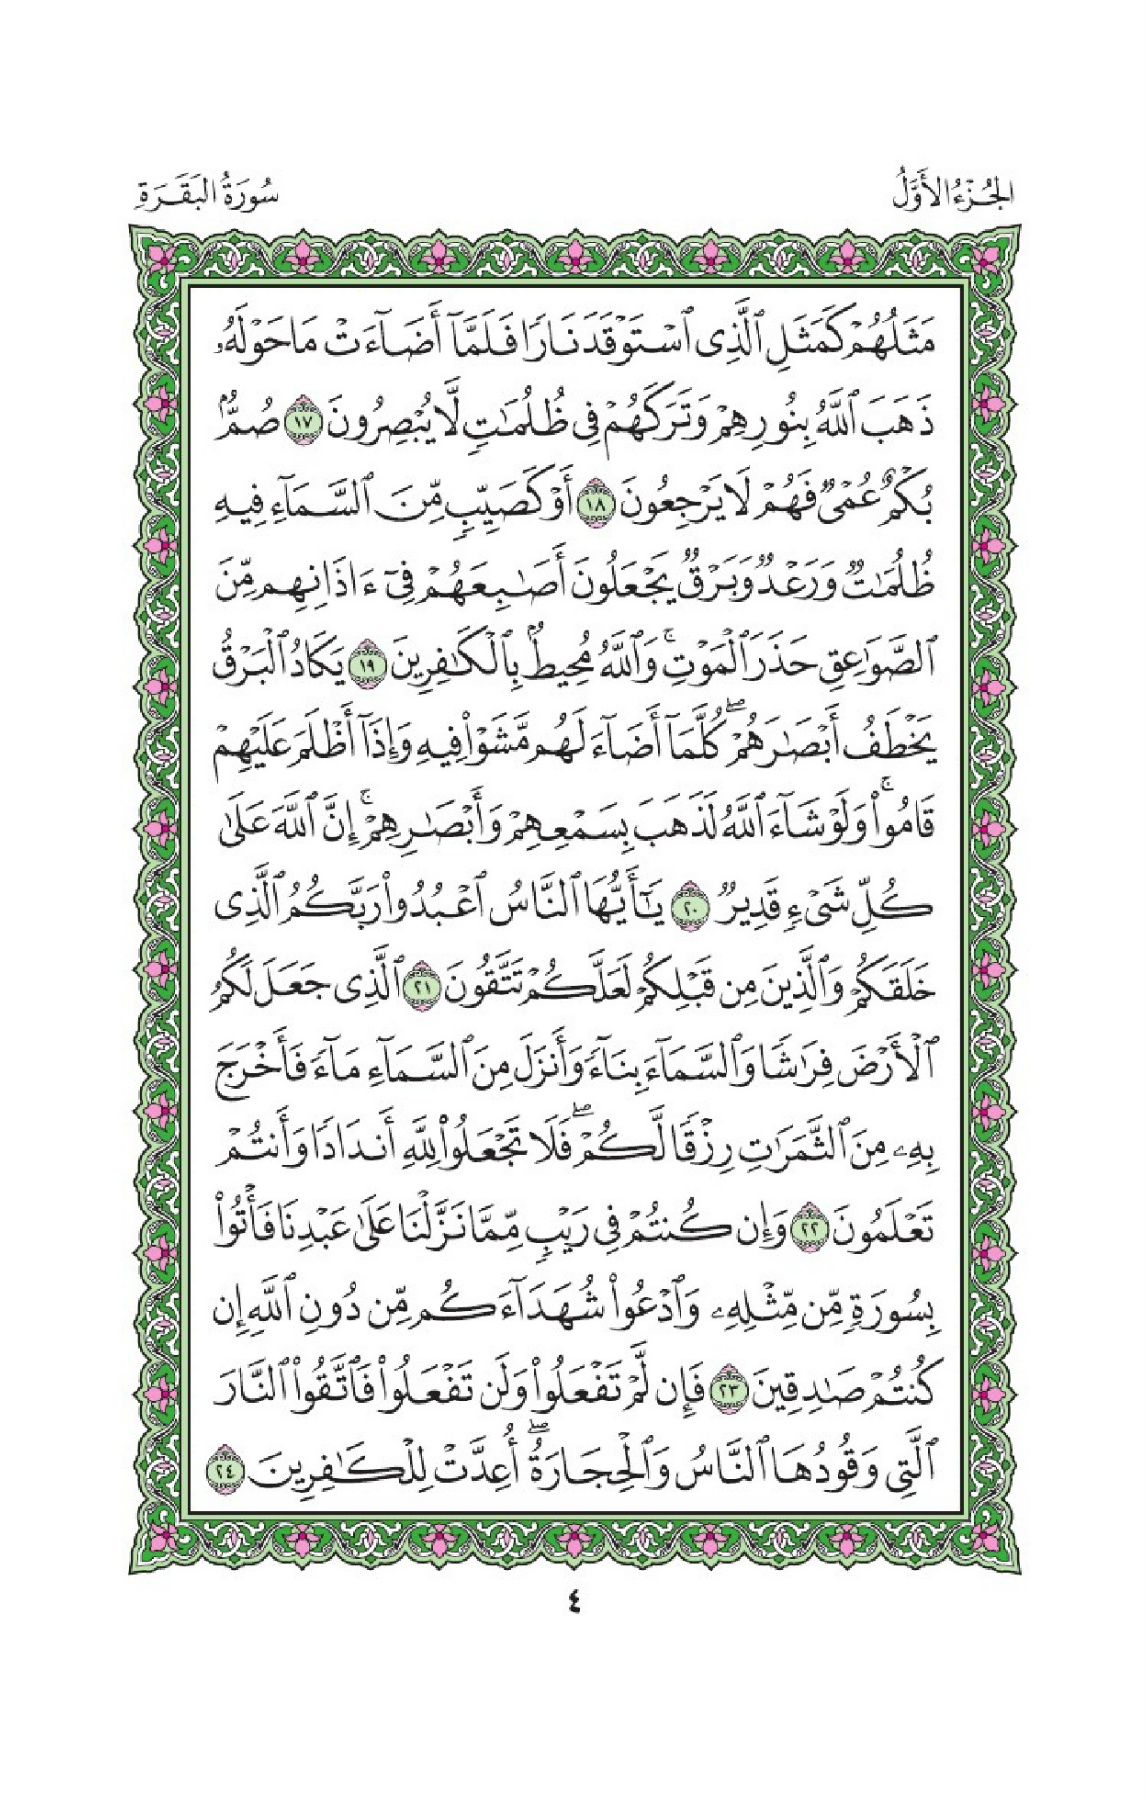 الجُزْءُ الأَوَّلُ
سُورَةُ البَقَرَةِ
مَثَلُهُمْ كَمَثَلِ ٱلَّذِى ٱسْتَوْقَدَ نَارًا فَلَمَّآ أَضَآءَتْ مَا حَوْلَهُۥ
ذَهَبَ ٱللَّهُ بِنُورِهِمْ وَتَرَكَهُمْ فِى ظُلُمَـٰتٍ لَّا يُبْصِرُونَ ١٧ صُمٌّۢ
بُكْمٌ عُمْىٌ فَهُمْ لَا يَرْجِعُونَ ١٨ أَوْ كَصَيِّبٍ مِّنَ ٱلسَّمَآءِ فِيهِ
ظُلُمَـٰتٌ وَرَعْدٌ وَبَرْقٌ يَجْعَلُونَ أَصَـٰبِعَهُمْ فِىٓ ءَاذَانِهِم مِّنَ
ٱلصَّوَٰعِقِ حَذَرَ ٱلْمَوْتِ ۚ وَٱللَّهُ مُحِيطٌۢ بِٱلْكَـٰفِرِينَ ١٩ يَكَادُ ٱلْبَرْقُ
يَخْطَفُ أَبْصَـٰرَهُمْ ۖ كُلَّمَآ أَضَآءَ لَهُم مَّشَوْا۟ فِيهِ وَإِذَآ أَظْلَمَ عَلَيْهِمْ
قَامُوا۟ ۚ وَلَوْ شَآءَ ٱللَّهُ لَذَهَبَ بِسَمْعِهِمْ وَأَبْصَـٰرِهِمْ ۚ إِنَّ ٱللَّهَ عَلَىٰ
كُلِّ شَىْءٍ قَدِيرٌ ٢٠ يَـٰٓأَيُّهَا ٱلنَّاسُ ٱعْبُدُوا۟ رَبَّكُمُ ٱلَّذِى
خَلَقَكُمْ وَٱلَّذِينَ مِن قَبْلِكُمْ لَعَلَّكُمْ تَتَّقُونَ ٢١ ٱلَّذِى جَعَلَ لَكُمُ
ٱلْأَرْضَ فِرَٰشًا وَٱلسَّمَآءَ بِنَآءً وَأَنزَلَ مِنَ ٱلسَّمَآءِ مَآءً فَأَخْرَجَ
بِهِۦ مِنَ ٱلثَّمَرَٰتِ رِزْقًا لَّكُمْ ۖ فَلَا تَجْعَلُوا۟ لِلَّهِ أَندَادًا وَأَنتُمْ
تَعْلَمُونَ ٢٢ وَإِن كُنتُمْ فِى رَيْبٍ مِّمَّا نَزَّلْنَا عَلَىٰ عَبْدِنَا فَأْتُوا۟
بِسُورَةٍ مِّن مِّثْلِهِۦ وَٱدْعُوا۟ شُهَدَآءَكُم مِّن دُونِ ٱللَّهِ إِن
كُنتُمْ صَـٰدِقِينَ ٢٣ فَإِن لَّمْ تَفْعَلُوا۟ وَلَن تَفْعَلُوا۟ فَٱتَّقُوا۟ ٱلنَّارَ
ٱلَّتِى وَقُودُهَا ٱلنَّاسُ وَٱلْحِجَارَةُ ۖ أُعِدَّتْ لِلْكَـٰفِرِينَ ٢٤
٤